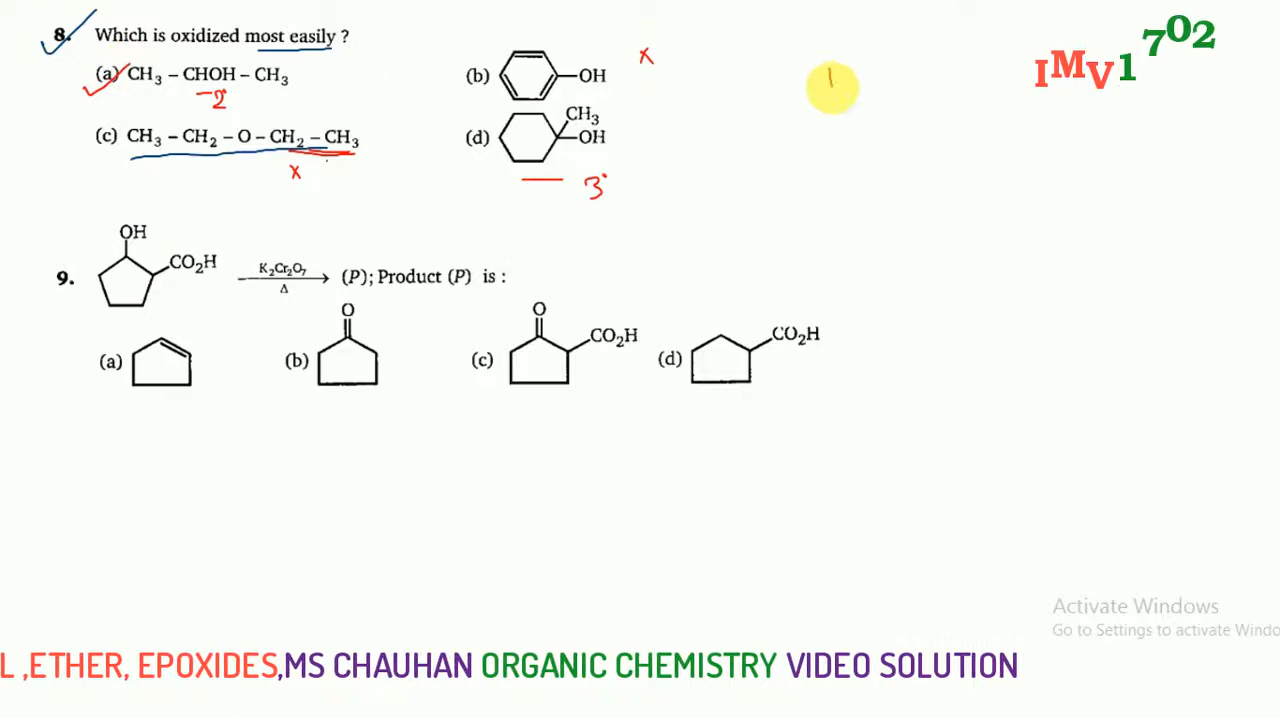 8. Which is oxidized most easily ?
(a) CH₃ – CHOH – CH₃
2°
(b) OH
x
(c) CH₃ – CH₂ – O – CH₂ – CH₃
x
(d) CH₃
OH
3°
IMV1 702
9. OH
CO₂H
K₂Cr₂O₇
Δ
(P); Product (P) is :
(a)
(b) O
(c) O
CO₂H
(d) CO₂H
Activate Windows
Go to Settings to activate Windo
L ,ETHER, EPOXIDES,MS CHAUHAN ORGANIC CHEMISTRY VIDEO SOLUTION